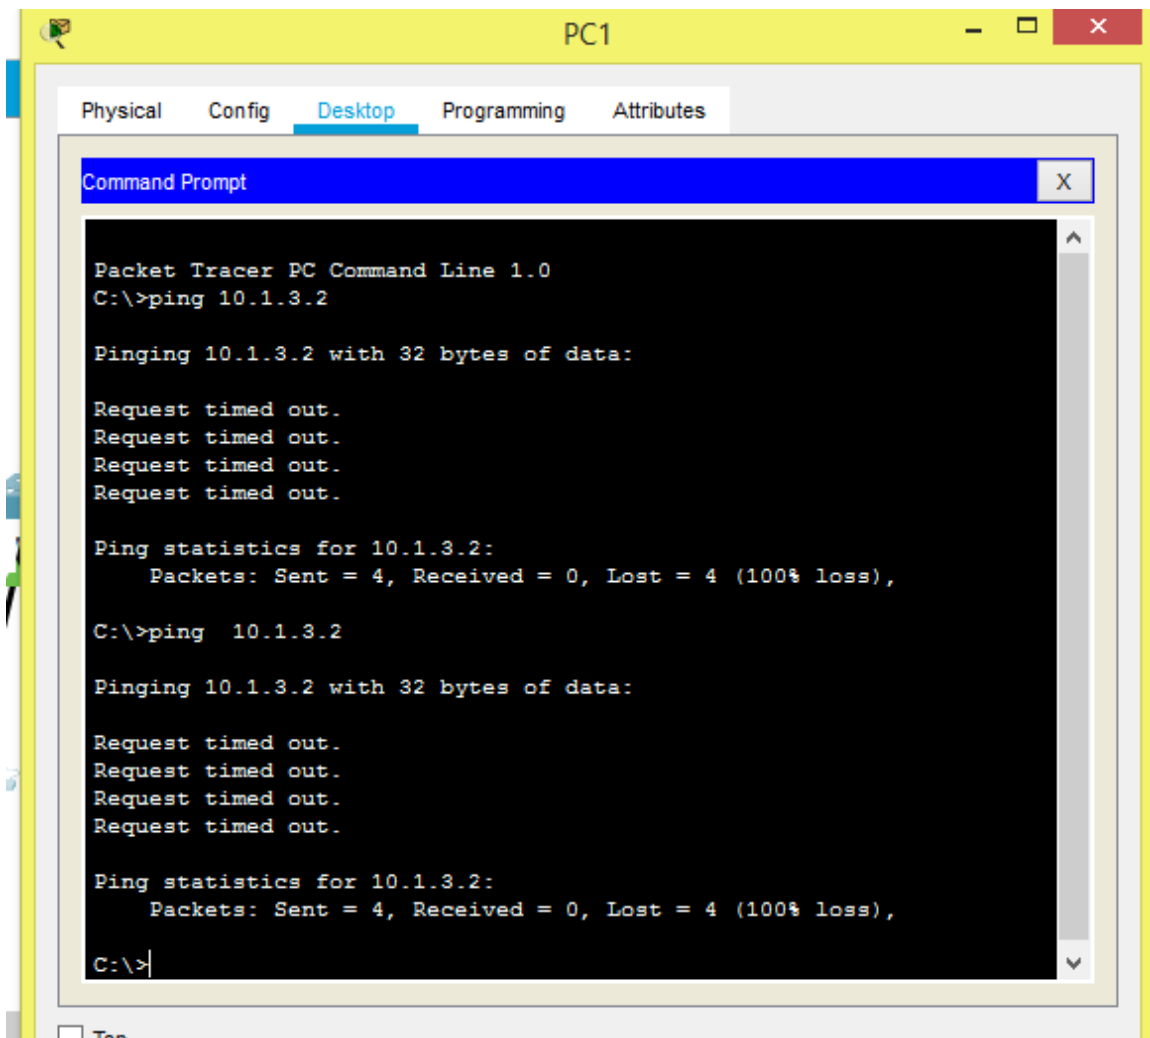 PC1
Physical Config Desktop Programming Attributes
Command Prompt
X
Packet Tracer PC Command Line 1.0
C:\>ping 10.1.3.2
Pinging 10.1.3.2 with 32 bytes of data:
Request timed out.
Request timed out.
Request timed out.
Request timed out.
Ping statistics for 10.1.3.2:
    Packets: Sent = 4, Received = 0, Lost = 4 (100% loss),
C:\>ping  10.1.3.2
Pinging 10.1.3.2 with 32 bytes of data:
Request timed out.
Request timed out.
Request timed out.
Request timed out.
Ping statistics for 10.1.3.2:
    Packets: Sent = 4, Received = 0, Lost = 4 (100% loss),
C:\>
Top